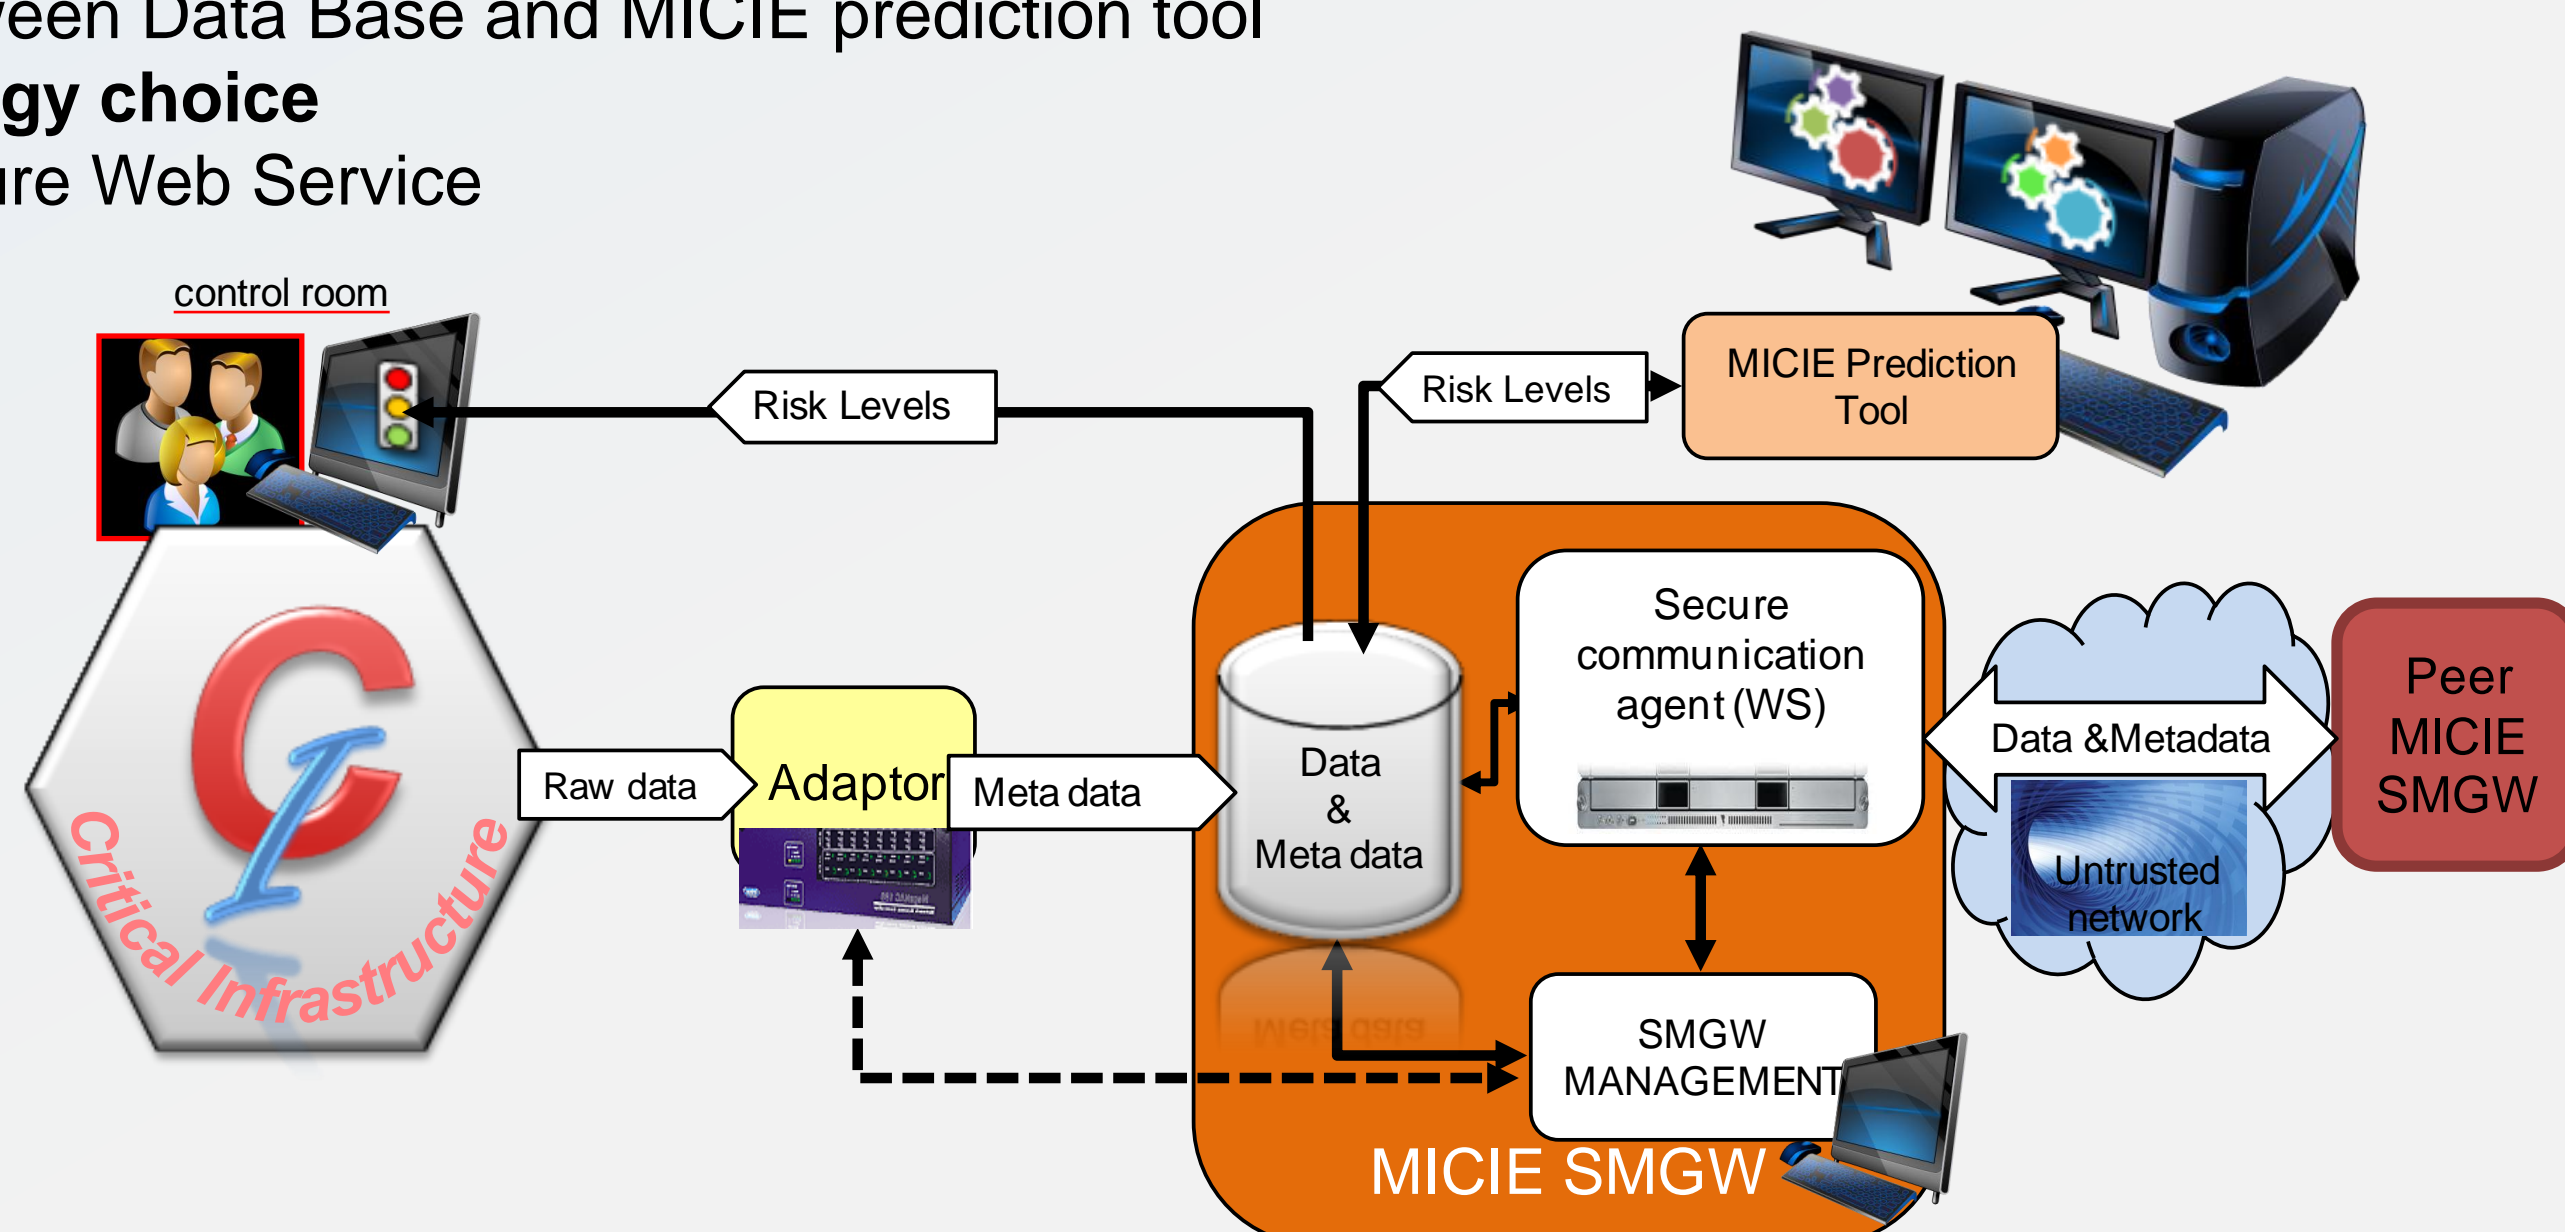 veen Data Base and MICIE prediction tool
gy choice
ure Web Service
control room
Risk Levels
Risk Levels
MICIE Prediction
Tool
Secure
communication
agent (WS)
Critical Infrastructure
CI
Raw data
Adaptor
Meta data
Data
&
Meta data
Data &Metadata
Untrusted
network
Peer
MICIE
SMGW
SMGW
MANAGEMENT
MICIE SMGW